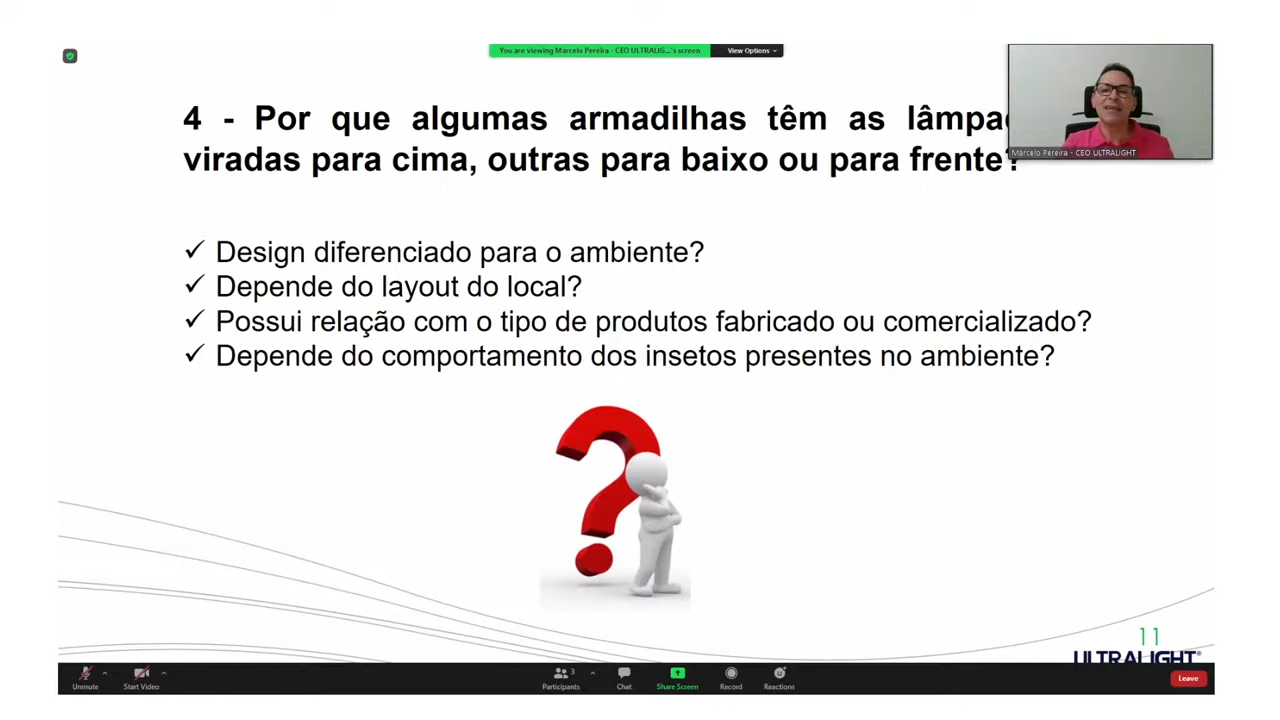 You are viewing Marcelo Pereira - CEO ULTRALIG...'s screen
View Options
4 - Por que algumas armadilhas têm as
viradas para cima, outras para baixo ou para frente?
Marcelo Pereira - CEO ULTRALIGHT
Design diferenciado para o ambiente?
Depende do layout do local?
Possui relação com o tipo de produtos fabricado ou comercializado?
Depende do comportamento dos insetos presentes no ambiente?
11
ULTRALIGHT
Unmute
Start Video
3
Participants
Chat
Share Screen
Record
Reactions
Leave